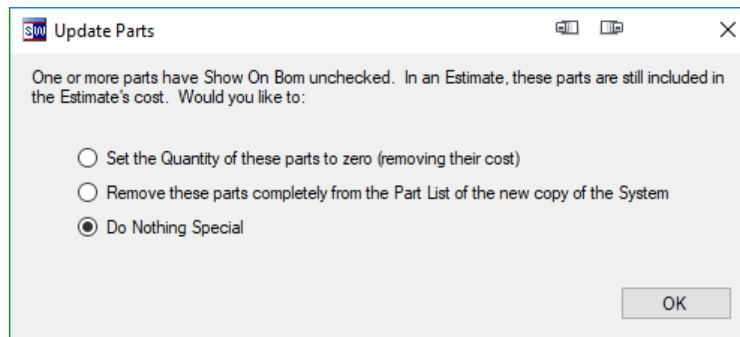 SW Update Parts
One or more parts have Show On Bom unchecked. In an Estimate, these parts are still included in
the Estimate's cost. Would you like to:
Set the Quantity of these parts to zero (removing their cost)
Remove these parts completely from the Part List of the new copy of the System
Do Nothing Special
OK